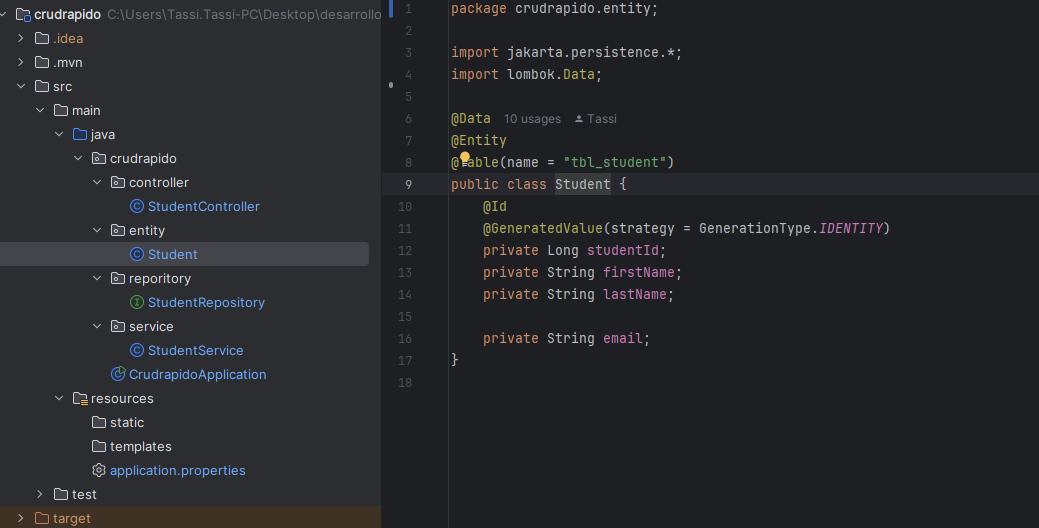 crudrapido C:\Users\Tassi.Tassi-PC\Desktop\desarrollo
.idea
.mvn
src
main
java
crudrapido
controller
StudentController
entity
Student
reporitory
StudentRepository
service
StudentService
CrudrapidoApplication
resources
static
templates
application.properties
test
target
1 package crudrapido.entity;
2
3 import jakarta.persistence.*;
4 import lombok.Data;
5
6 @Data 10 usages Tassi
7 @Entity
8 @Table(name = "tbl_student")
9 public class Student {
10 @Id
11 @GeneratedValue(strategy = GenerationType.IDENTITY)
12 private Long studentId;
13 private String firstName;
14 private String lastName;
15
16 private String email;
17 }
18